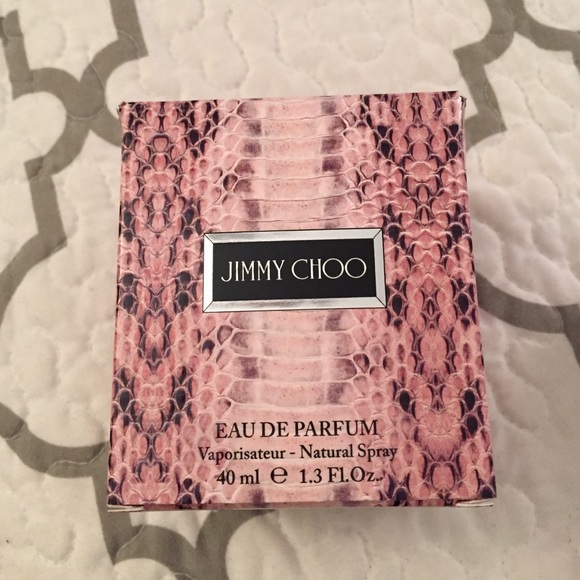 JIMMY CHOO
EAU DE PARFUM
Vaporisateur - Natural Spray
40 ml ℮ 1.3 Fl.Oz.